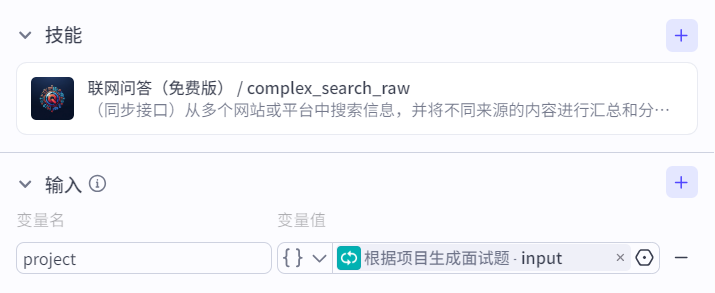 技能
联网问答（免费版） / complex_search_raw
（同步接口）从多个网站或平台中搜索信息，并将不同来源的内容进行汇总和分…
输入
变量名 变量值
project {} 根据项目生成面试题 · input